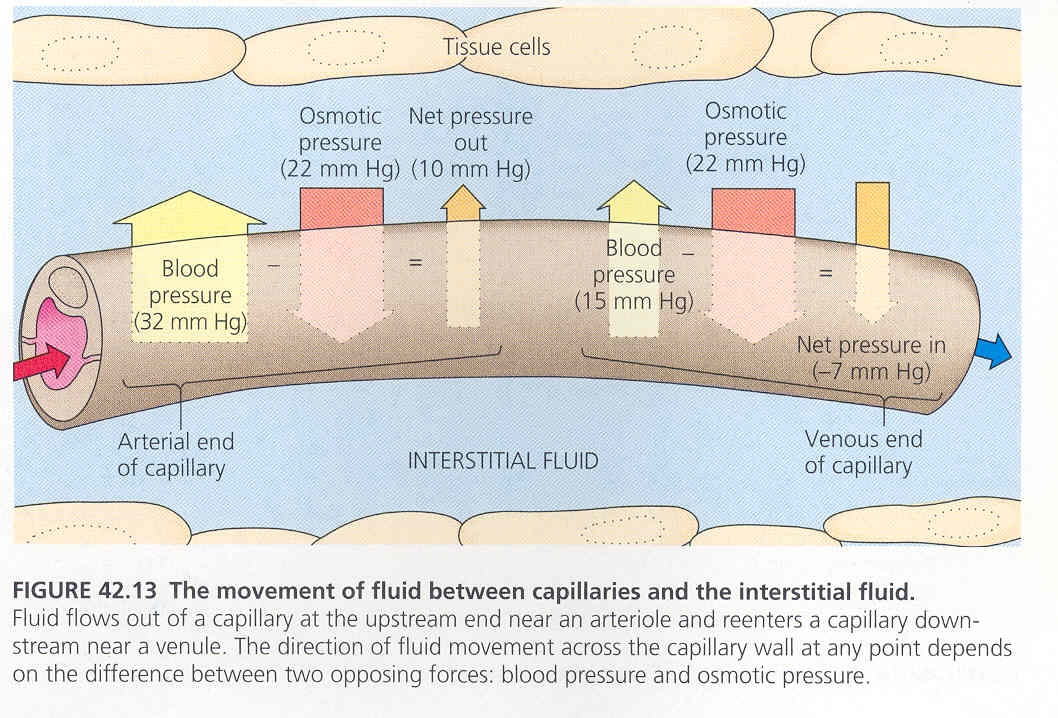 Tissue cells
Osmotic
pressure
(22 mm Hg)
Net pressure
out
(10 mm Hg)
Osmotic
pressure
(22 mm Hg)
Blood
pressure
(32 mm Hg)
–
=
Blood
pressure
(15 mm Hg)
–
=
Net pressure in
(–7 mm Hg)
Arterial end
of capillary
INTERSTITIAL FLUID
Venous end
of capillary
FIGURE 42.13 The movement of fluid between capillaries and the interstitial fluid.
Fluid flows out of a capillary at the upstream end near an arteriole and reenters a capillary down-
stream near a venule. The direction of fluid movement across the capillary wall at any point depends
on the difference between two opposing forces: blood pressure and osmotic pressure.